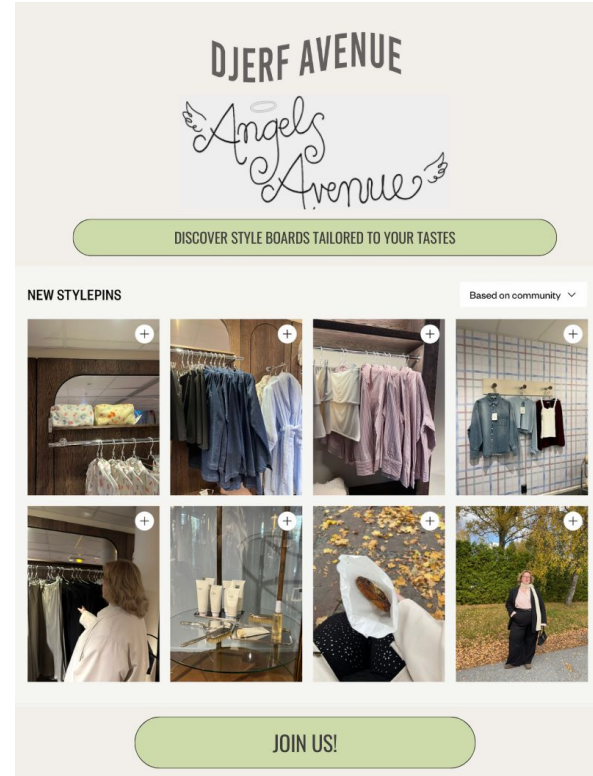 DJERF AVENUE
Angels
Avenue
DISCOVER STYLE BOARDS TAILORED TO YOUR TASTES
NEW STYLEPINS
Based on community
JOIN US!